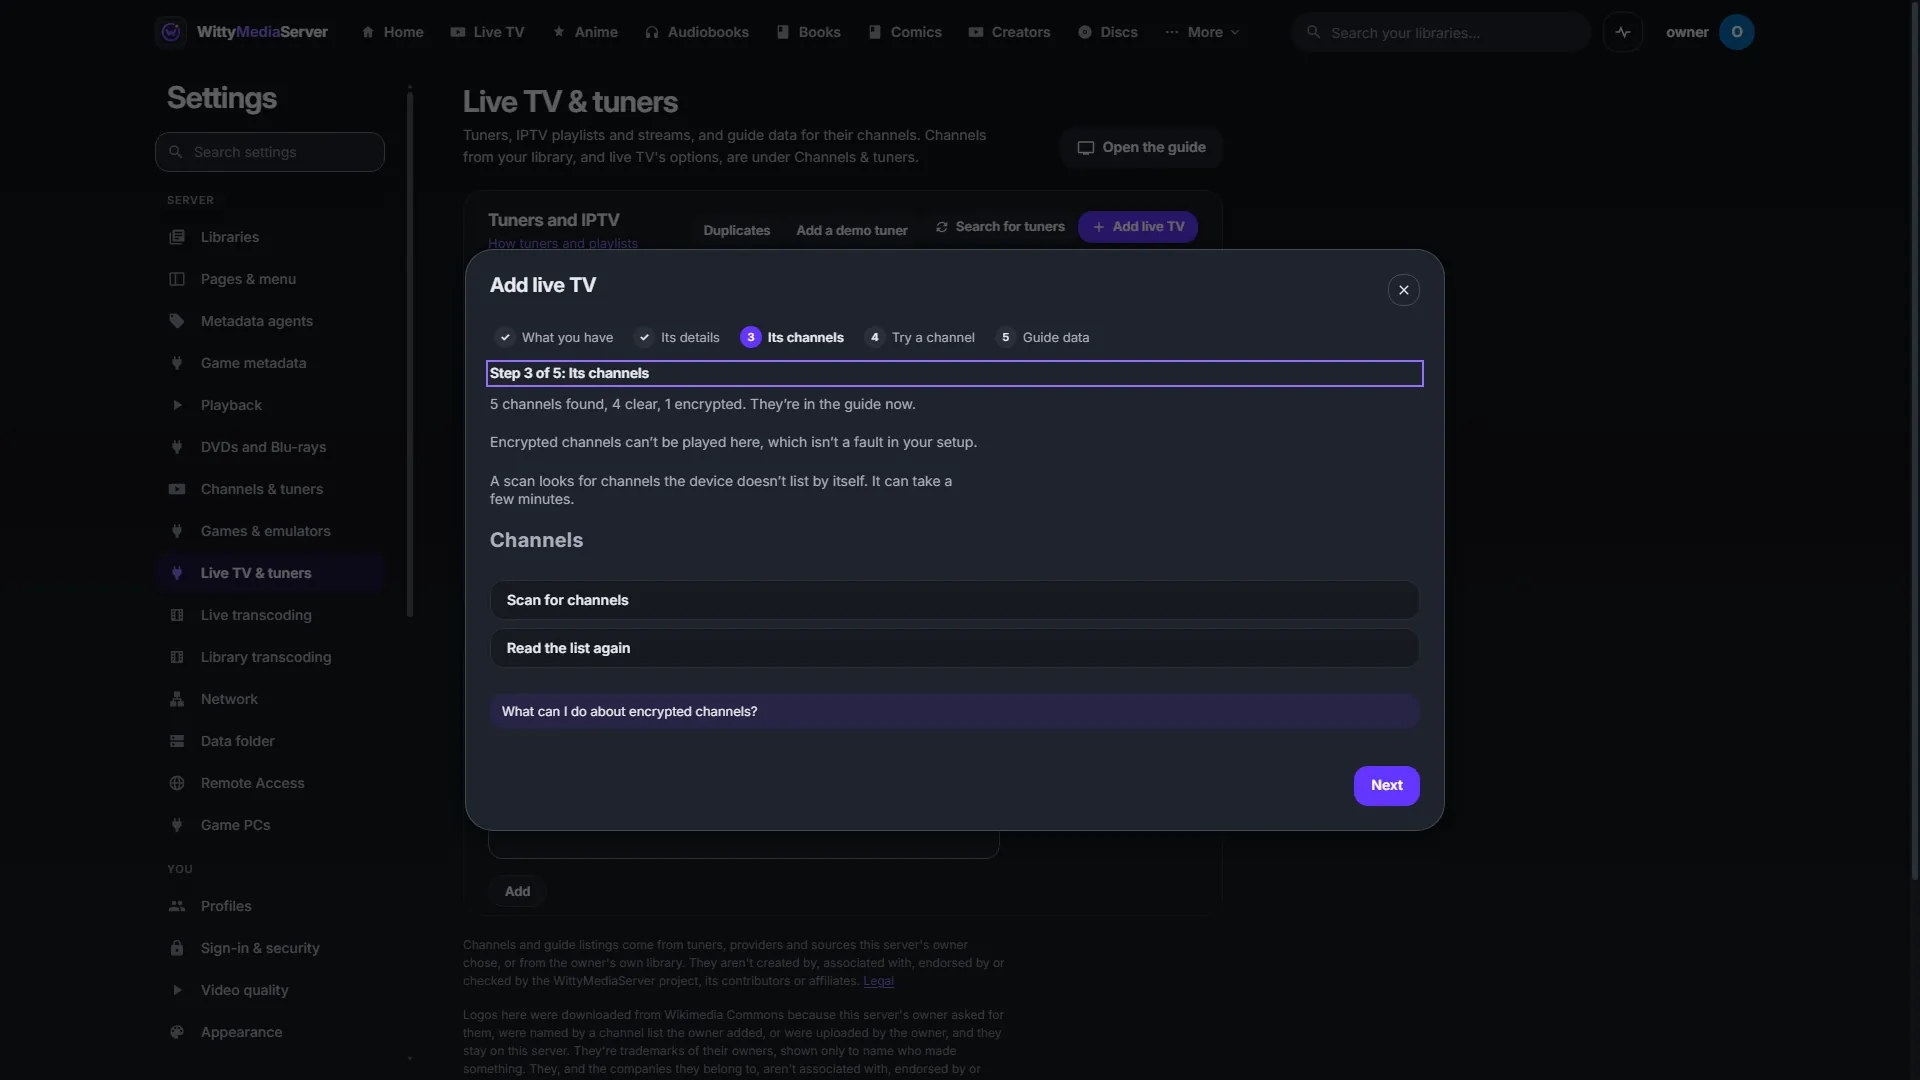 WittyMediaServer
Home
Live TV
Anime
Audiobooks
Books
Comics
Creators
Discs
More
Search your libraries...
owner
O
Settings
Search settings
SERVER
Libraries
Pages & menu
Metadata agents
Game metadata
Playback
DVDs and Blu-rays
Channels & tuners
Games & emulators
Live TV & tuners
Live transcoding
Library transcoding
Network
Data folder
Remote Access
Game PCs
YOU
Profiles
Sign-in & security
Video quality
Appearance
Live TV & tuners
Tuners, IPTV playlists and streams, and guide data for their channels. Channels
from your library, and live TV's options, are under Channels & tuners.
Open the guide
Tuners and IPTV
How tuners and playlists
Duplicates
Add a demo tuner
Search for tuners
Add live TV
Add live TV
What you have
Its details
3 Its channels
4 Try a channel
5 Guide data
Step 3 of 5: Its channels
5 channels found, 4 clear, 1 encrypted. They’re in the guide now.
Encrypted channels can’t be played here, which isn’t a fault in your setup.
A scan looks for channels the device doesn’t list by itself. It can take a
few minutes.
Channels
Scan for channels
Read the list again
What can I do about encrypted channels?
Next
Add
Channels and guide listings come from tuners, providers and sources this server's owner
chose, or from the owner's own library. They aren't created by, associated with, endorsed by or
checked by the WittyMediaServer project, its contributors or affiliates. Legal
Logos here were downloaded from Wikimedia Commons because this server's owner asked for
them, were named by a channel list the owner added, or were uploaded by the owner, and they
stay on this server. They're trademarks of their owners, shown only to name who made
something. They, and the companies they belong to, aren't associated with, endorsed by or